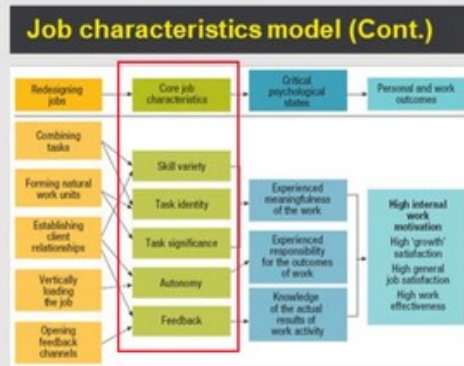 Job characteristics model (Cont.)
Redesigning
jobs
Core job
characteristics
Critical
psychological
states
Personal and work
outcomes
Combining
tasks
Forming natural
work units
Establishing
client
relationships
Vertically
loading
the job
Opening
feedback
channels
Skill variety
Task identity
Task significance
Autonomy
Feedback
Experienced
meaningfulness
of the work
Experienced
responsibility
for the outcomes
of work
Knowledge
of the actual
results of
work activity
High internal
work
motivation
High 'growth'
satisfaction
High general
job satisfaction
High work
effectiveness